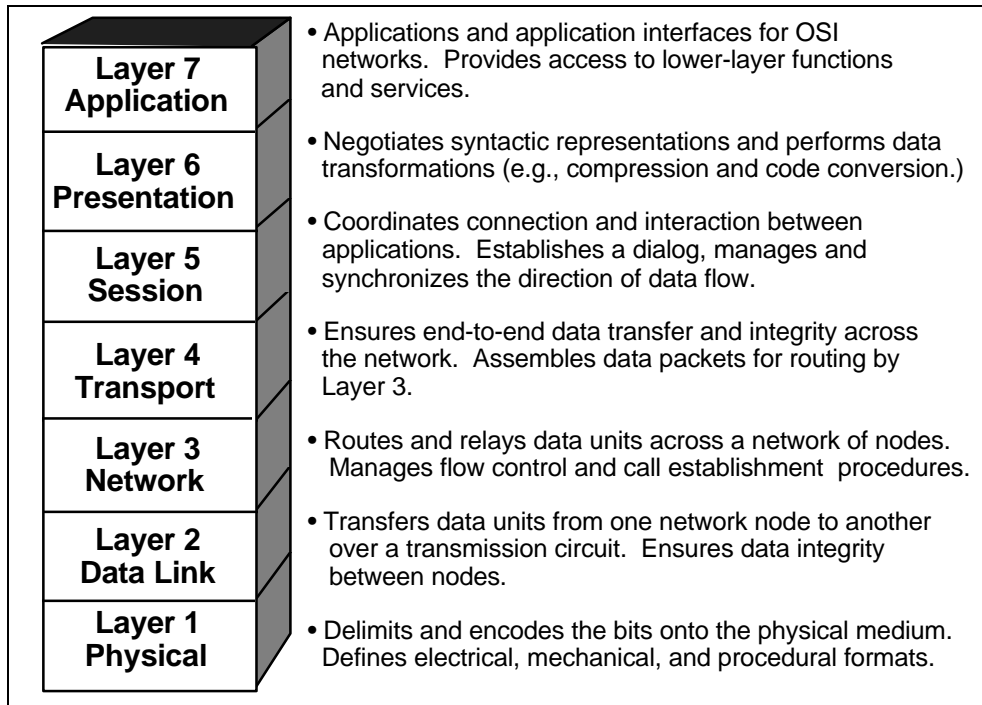 Layer 7
Application
• Applications and application interfaces for OSI
networks. Provides access to lower-layer functions
and services.
Layer 6
Presentation
• Negotiates syntactic representations and performs data
transformations (e.g., compression and code conversion.)
Layer 5
Session
• Coordinates connection and interaction between
applications. Establishes a dialog, manages and
synchronizes the direction of data flow.
Layer 4
Transport
• Ensures end-to-end data transfer and integrity across
the network. Assembles data packets for routing by
Layer 3.
Layer 3
Network
• Routes and relays data units across a network of nodes.
Manages flow control and call establishment procedures.
Layer 2
Data Link
• Transfers data units from one network node to another
over a transmission circuit. Ensures data integrity
between nodes.
Layer 1
Physical
• Delimits and encodes the bits onto the physical medium.
Defines electrical, mechanical, and procedural formats.